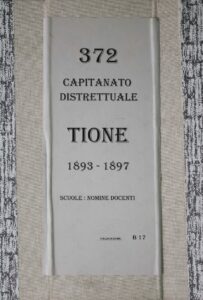 372
CAPITANATO
DISTRETTUALE
TIONE
1893 - 1897
SCUOLE : NOMINE DOCENTI
B 17